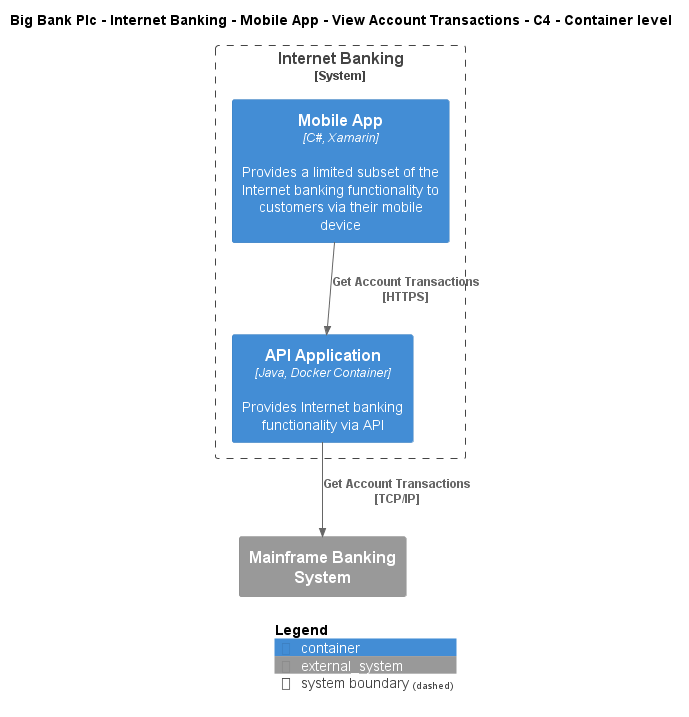 Big Bank Plc - Internet Banking - Mobile App - View Account Transactions - C4 - Container level
Internet Banking
[System]
Mobile App
[C#, Xamarin]
Provides a limited subset of the
Internet banking functionality to
customers via their mobile
device
Get Account Transactions
[HTTPS]
API Application
[Java, Docker Container]
Provides Internet banking
functionality via API
Get Account Transactions
[TCP/IP]
Mainframe Banking
System
Legend
container
external_system
system boundary (dashed)